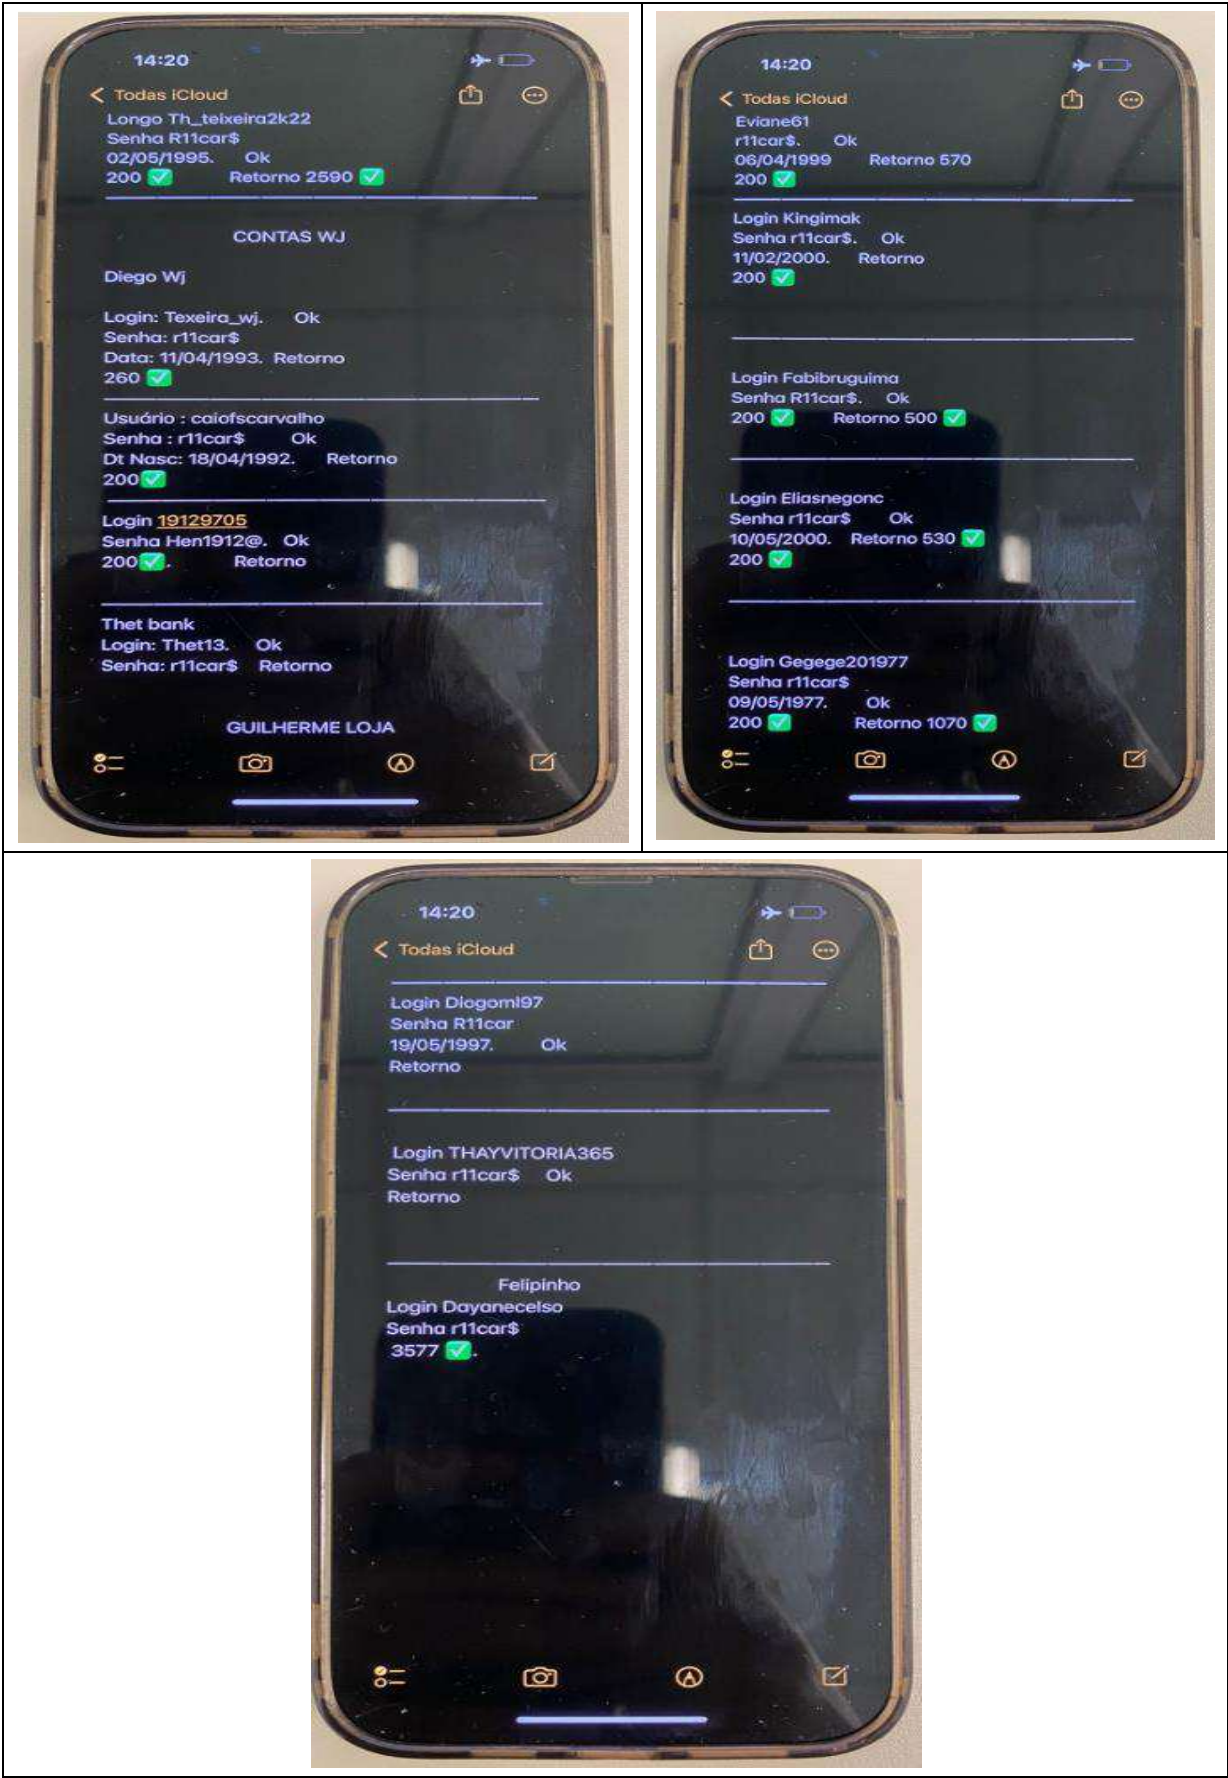 14:20
Todas iCloud
Longo Th_teixeira2k22
Senha R11car$
02/05/1995. Ok
200 ✅ Retorno 2590 ✅
CONTAS WJ
Diego Wj
Login: Texeira_wj. Ok
Senha: r11car$
Data: 11/04/1993. Retorno
260 ✅
Usuário : caiofscarvalho
Senha : r11car$ Ok
Dt Nasc: 18/04/1992. Retorno
200✅
Login 19129705
Senha Hen1912@. Ok
200✅. Retorno
Thet bank
Login: Thet13. Ok
Senha: r11car$ Retorno
GUILHERME LOJA
14:20
Todas iCloud
Eviane61
r11car$. Ok
06/04/1999 Retorno 570
200 ✅
Login Kingimak
Senha r11car$. Ok
11/02/2000. Retorno
200 ✅
Login Fabibruguima
Senha R11car$. Ok
200 ✅ Retorno 500 ✅
Login Eliasnegonc
Senha r11car$ Ok
10/05/2000. Retorno 530 ✅
200 ✅
Login Gegege201977
Senha r11car$
09/05/1977. Ok
200 ✅ Retorno 1070 ✅
14:20
Todas iCloud
Login Diogoml97
Senha R11car
19/05/1997. Ok
Retorno
Login THAYVITORIA365
Senha r11car$ Ok
Retorno
Felipinho
Login Dayanecelso
Senha r11car$
3577 ✅.